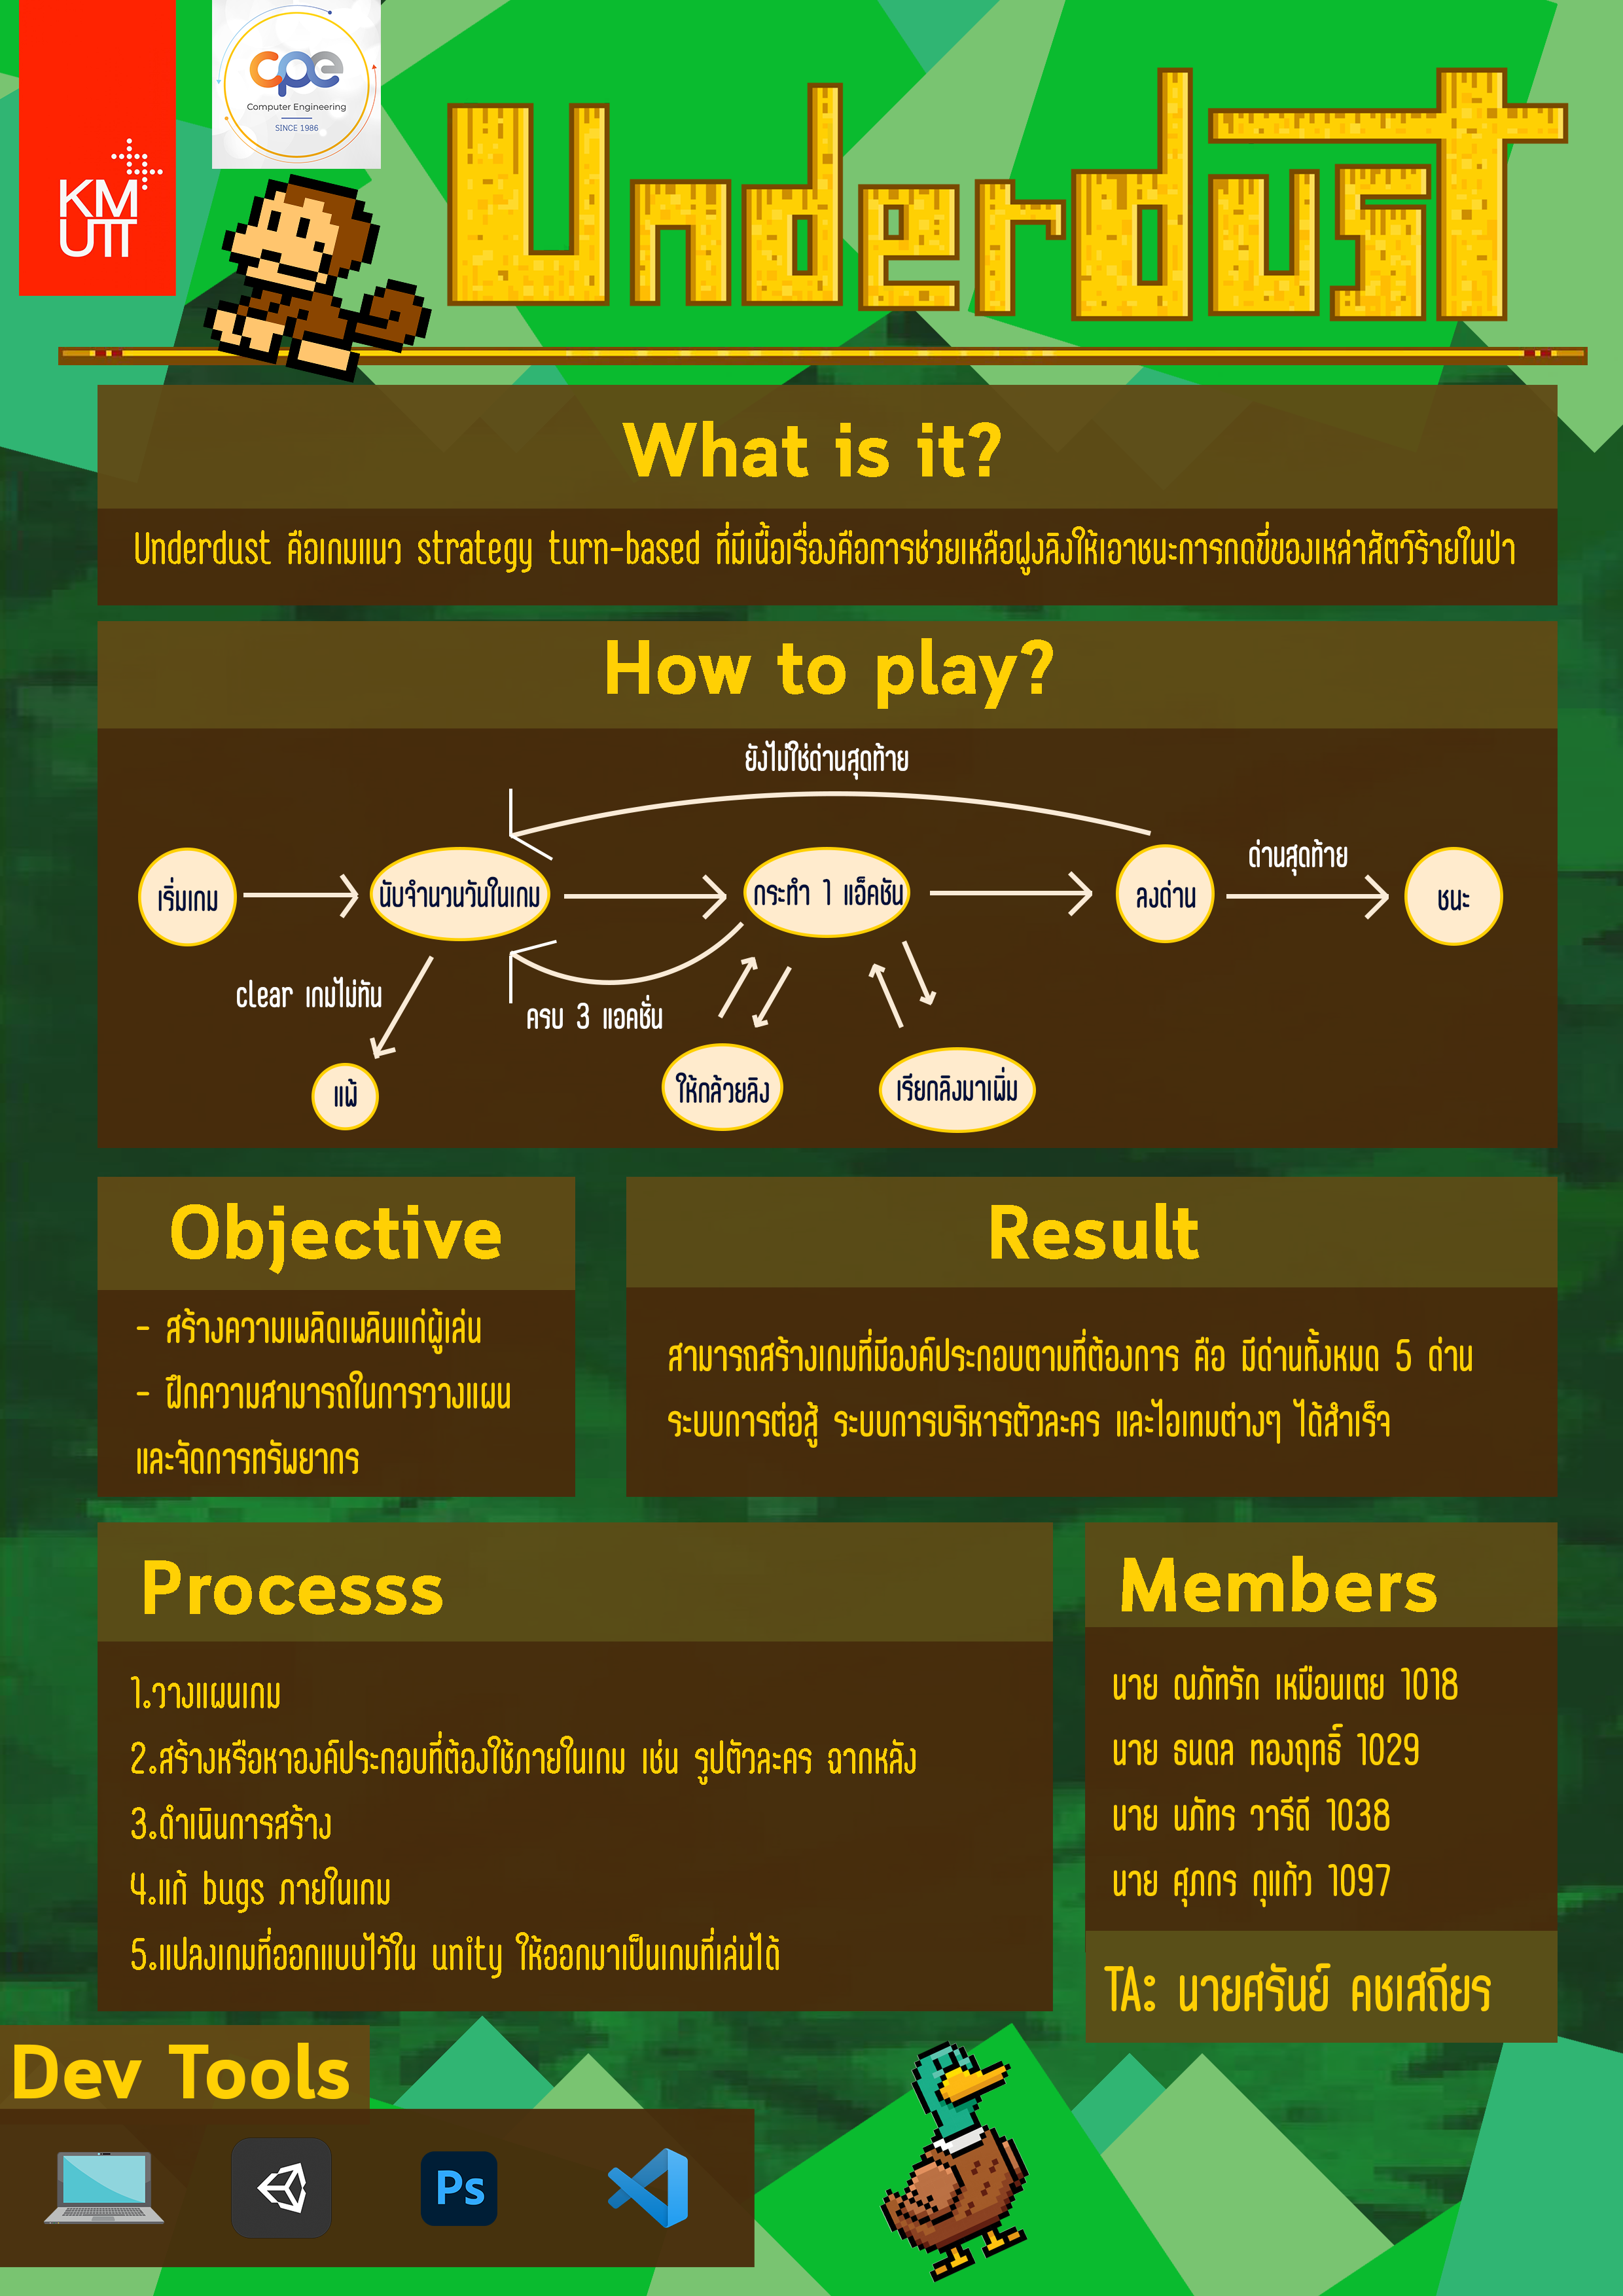 KM
UTT
cpe
Computer Engineering
SINCE 1986
Underdust
What is it?
Underdust คือเกมแนว strategy turn-based ที่มีเนื้อเรื่องคือการช่วยเหลือฝูงลิงให้เอาชนะการกดขี่ของเหล่าสัตว์ร้ายในป่า
How to play?
ยังไม่ใช่ด่านสุดท้าย
ด่านสุดท้าย
เริ่มเกม
นับจำนวนวันในเกม
กระทำ 1 แอ็คชัน
ลงด่าน
ชนะ
clear เกมไม่ทัน
ครบ 3 แอคชั่น
แพ้
ให้กล้วยลิง
เรียกลิงมาเพิ่ม
Objective
- สร้างความเพลิดเพลินแก่ผู้เล่น
- ฝึกความสามารถในการวางแผน
และจัดการทรัพยากร
Result
สามารถสร้างเกมที่มีองค์ประกอบตามที่ต้องการ คือ มีด่านทั้งหมด 5 ด่าน
ระบบการต่อสู้ ระบบการบริหารตัวละคร และไอเทมต่างๆ ได้สำเร็จ
Processs
1.วางแผนเกม
2.สร้างหรือหาองค์ประกอบที่ต้องใช้ภายในเกม เช่น รูปตัวละคร ฉากหลัง
3.ดำเนินการสร้าง
4.แก้ bugs ภายในเกม
5.แปลงเกมที่ออกแบบไว้ใน unity ให้ออกมาเป็นเกมที่เล่นได้
Members
นาย ณภัทรัก เหมือนเตย 1018
นาย ธนดล ทองฤทธิ์ 1029
นาย นภัทร วารีดี 1038
นาย ศุภกร กุแก้ว 1097
TA: นายศรันย์ คชเสถียร
Dev Tools
Ps